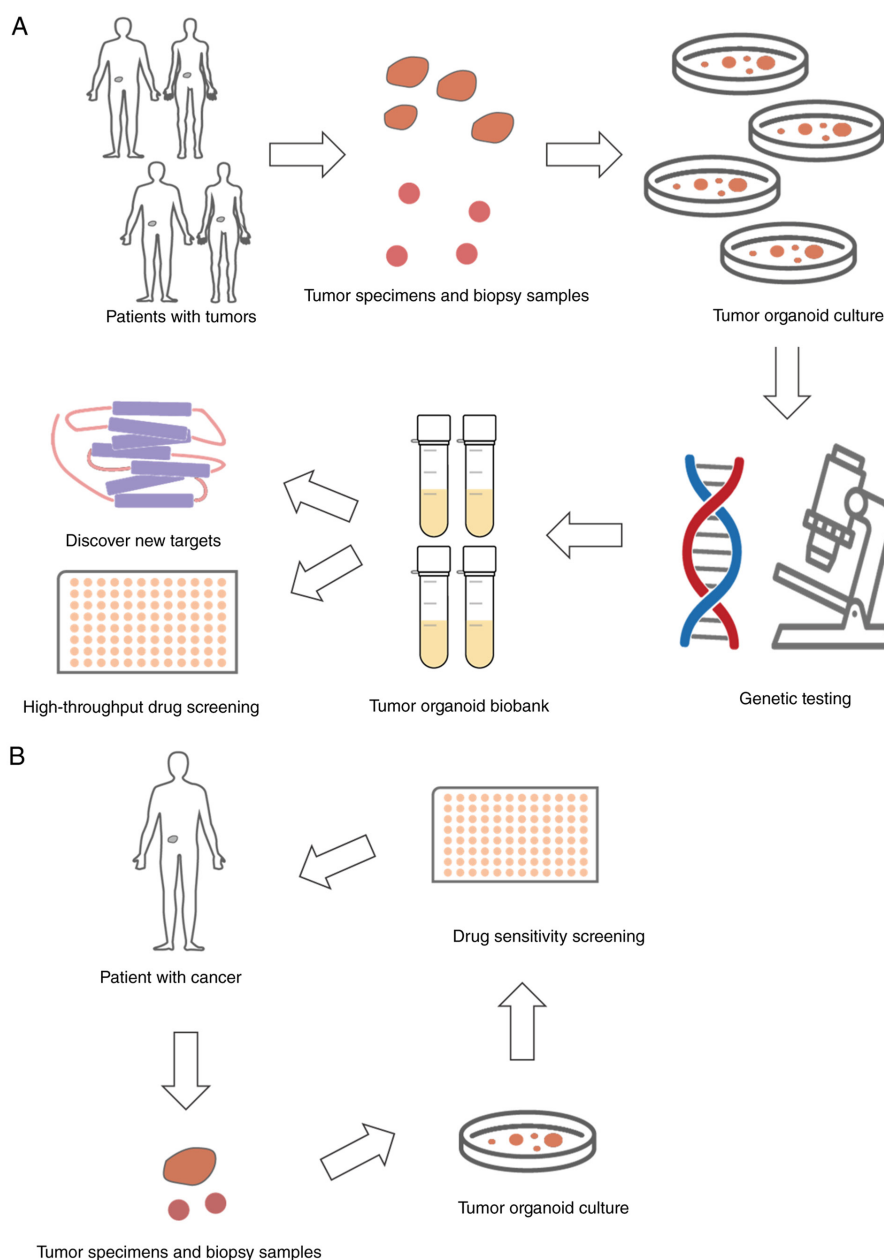 A
Patients with tumors
Tumor specimens and biopsy samples
Tumor organoid culture
Discover new targets
High-throughput drug screening
Tumor organoid biobank
Genetic testing
B
Patient with cancer
Drug sensitivity screening
Tumor specimens and biopsy samples
Tumor organoid culture